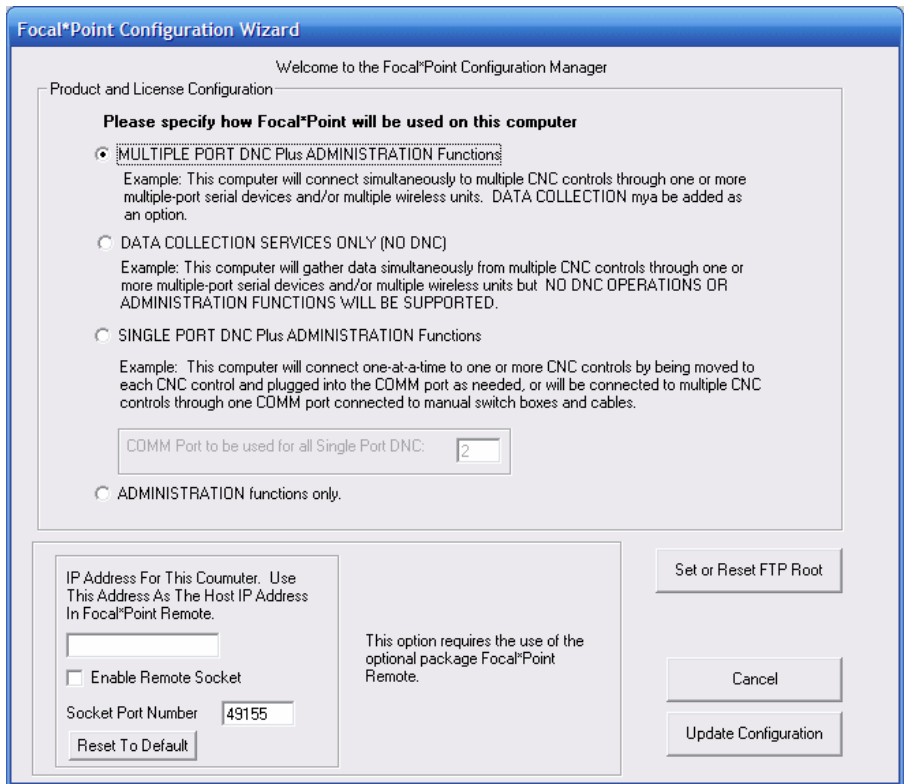 Focal*Point Configuration Wizard
Welcome to the Focal*Point Configuration Manager
Product and License Configuration
Please specify how Focal*Point will be used on this computer
MULTIPLE PORT DNC Plus ADMINISTRATION Functions
Example: This computer will connect simultaneously to multiple CNC controls through one or more
multiple-port serial devices and/or multiple wireless units. DATA COLLECTION mya be added as
an option.
DATA COLLECTION SERVICES ONLY (NO DNC)
Example: This computer will gather data simultaneously from multiple CNC controls through one or
more multiple-port serial devices and/or multiple wireless units but NO DNC OPERATIONS OR
ADMINISTRATION FUNCTIONS WILL BE SUPPORTED.
SINGLE PORT DNC Plus ADMINISTRATION Functions
Example: This computer will connect one-at-a-time to one or more CNC controls by being moved to
each CNC control and plugged into the COMM port as needed, or will be connected to multiple CNC
controls through one COMM port connected to manual switch boxes and cables.
COMM Port to be used for all Single Port DNC: 2
ADMINISTRATION functions only.
IP Address For This Coumuter. Use
This Address As The Host IP Address
In Focal*Point Remote.
Enable Remote Socket
Socket Port Number 49155
Reset To Default
This option requires the use of the
optional package Focal*Point
Remote.
Set or Reset FTP Root
Cancel
Update Configuration